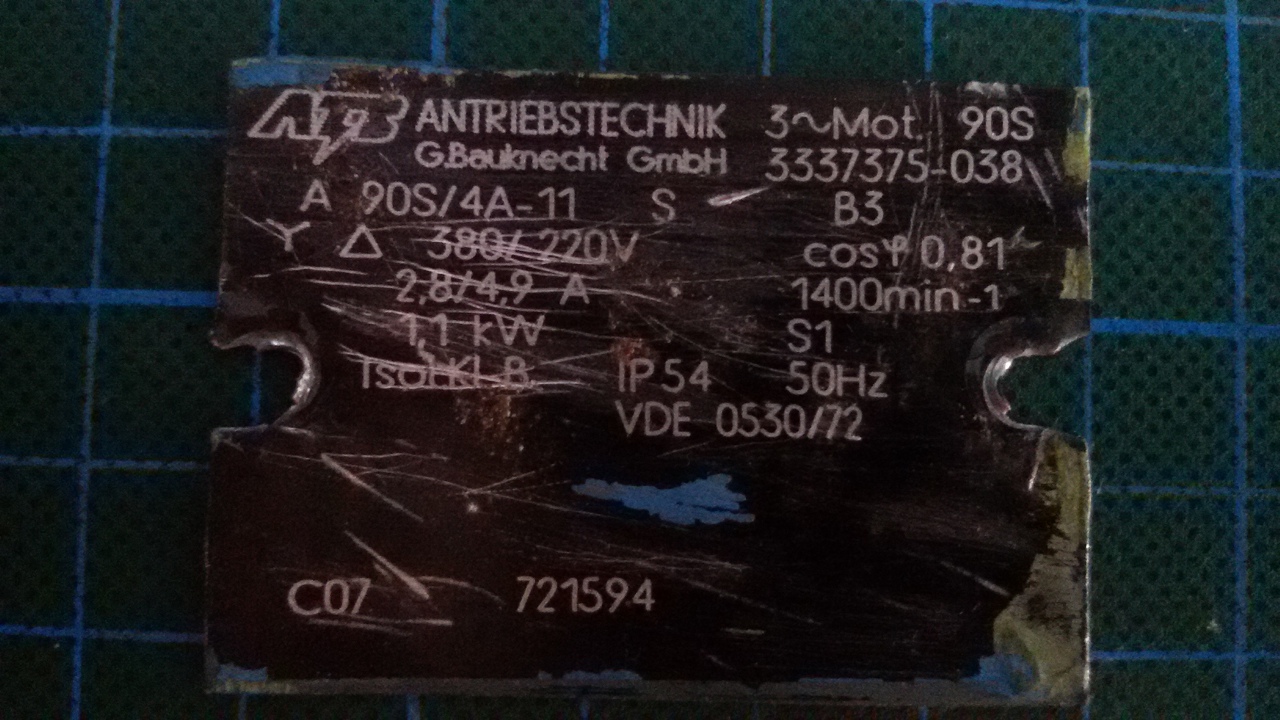 ATB ANTRIEBSTECHNIK 3~Mot. 90S
G.Bauknecht GmbH 3337375-038
A 90S/4A-11 S B3
Y Δ 380/220V cosφ 0,81
2,8/4,9 A 1400min-1
1,1 kW S1
Isol.Kl.B. IP54 50Hz
VDE 0530/72
C07 721594